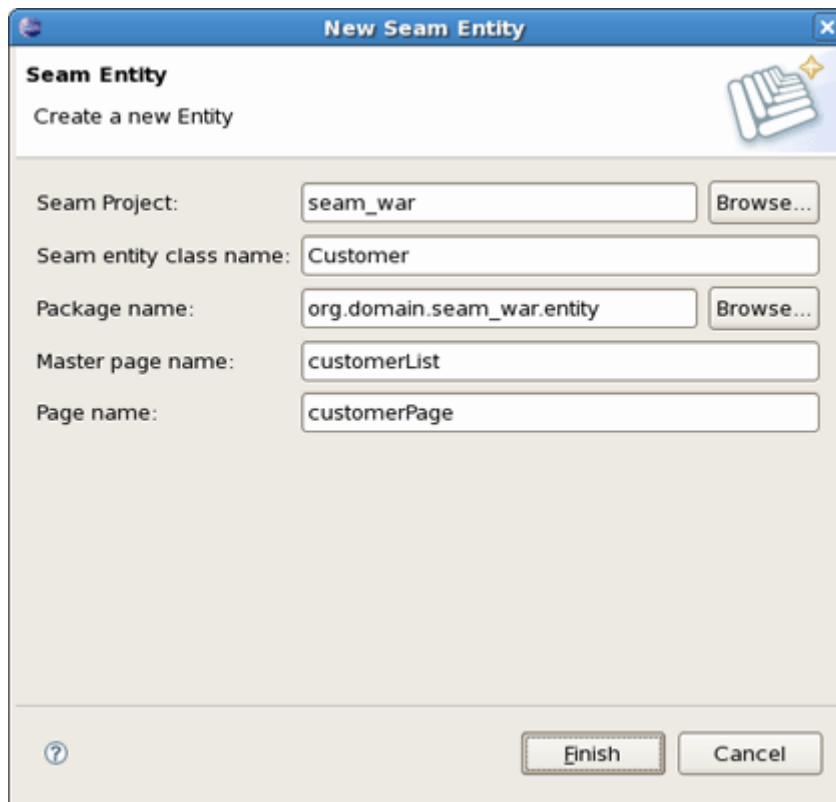 New Seam Entity
Seam Entity
Create a new Entity
Seam Project: seam_war Browse...
Seam entity class name: Customer
Package name: org.domain.seam_war.entity Browse...
Master page name: customerList
Page name: customerPage
Finish Cancel